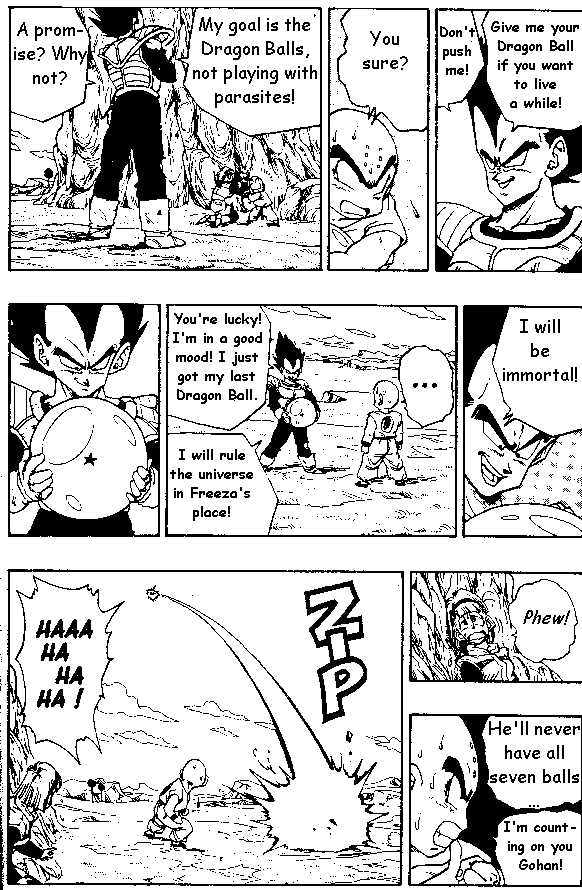 A prom-
ise? Why
not?
My goal is the
Dragon Balls,
not playing with
parasites!
You
sure?
Don't
push
me!
Give me your
Dragon Ball
if you want
to live
a while!
You're lucky!
I'm in a good
mood! I just
got my last
Dragon Ball.
I will rule
the universe
in Freeza's
place!
...
I will
be
immortal!
HAAA
HA
HA
HA !
ZIP
Phew!
He'll never
have all
seven balls
...
I'm count-
ing on you
Gohan!